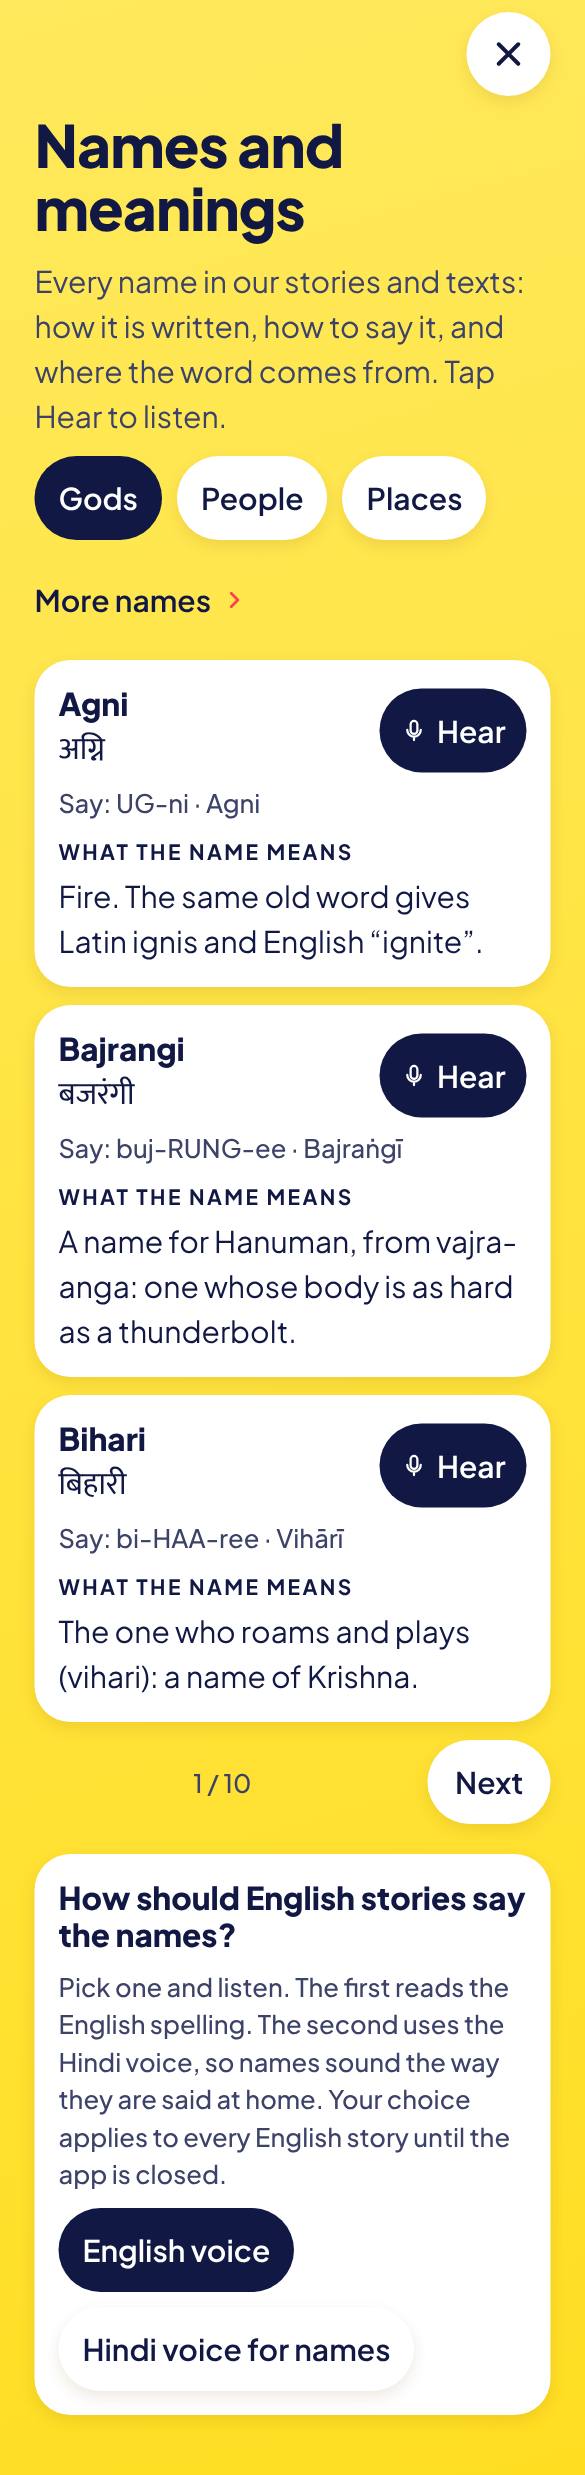 Names and
meanings
Every name in our stories and texts:
how it is written, how to say it, and
where the word comes from. Tap
Hear to listen.
Gods People Places
More names
Agni
अग्नि
Hear
Say: UG-ni · Agni
WHAT THE NAME MEANS
Fire. The same old word gives
Latin ignis and English “ignite”.
Bajrangi
बजरंगी
Hear
Say: buj-RUNG-ee · Bajraṅgī
WHAT THE NAME MEANS
A name for Hanuman, from vajra-
anga: one whose body is as hard
as a thunderbolt.
Bihari
बिहारी
Hear
Say: bi-HAA-ree · Vihārī
WHAT THE NAME MEANS
The one who roams and plays
(vihari): a name of Krishna.
1 / 10 Next
How should English stories say
the names?
Pick one and listen. The first reads the
English spelling. The second uses the
Hindi voice, so names sound the way
they are said at home. Your choice
applies to every English story until the
app is closed.
English voice
Hindi voice for names